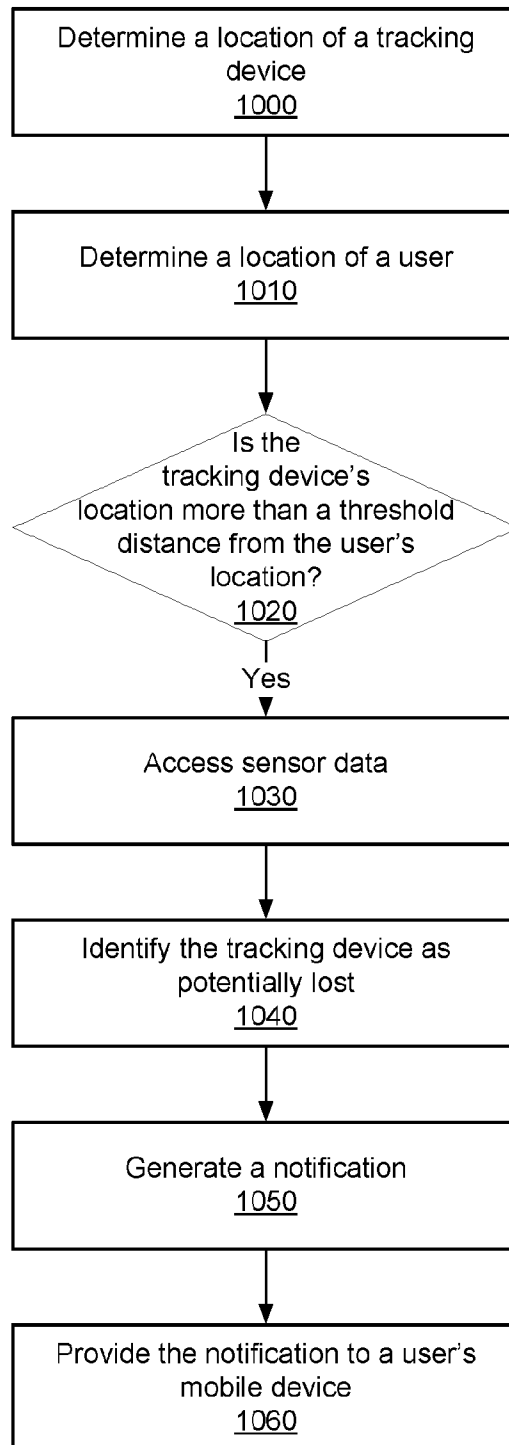 Determine a location of a tracking
device
1000
Determine a location of a user
1010
Is the
tracking device's
location more than a threshold
distance from the user's
location?
1020
Yes
Access sensor data
1030
Identify the tracking device as
potentially lost
1040
Generate a notification
1050
Provide the notification to a user's
mobile device
1060